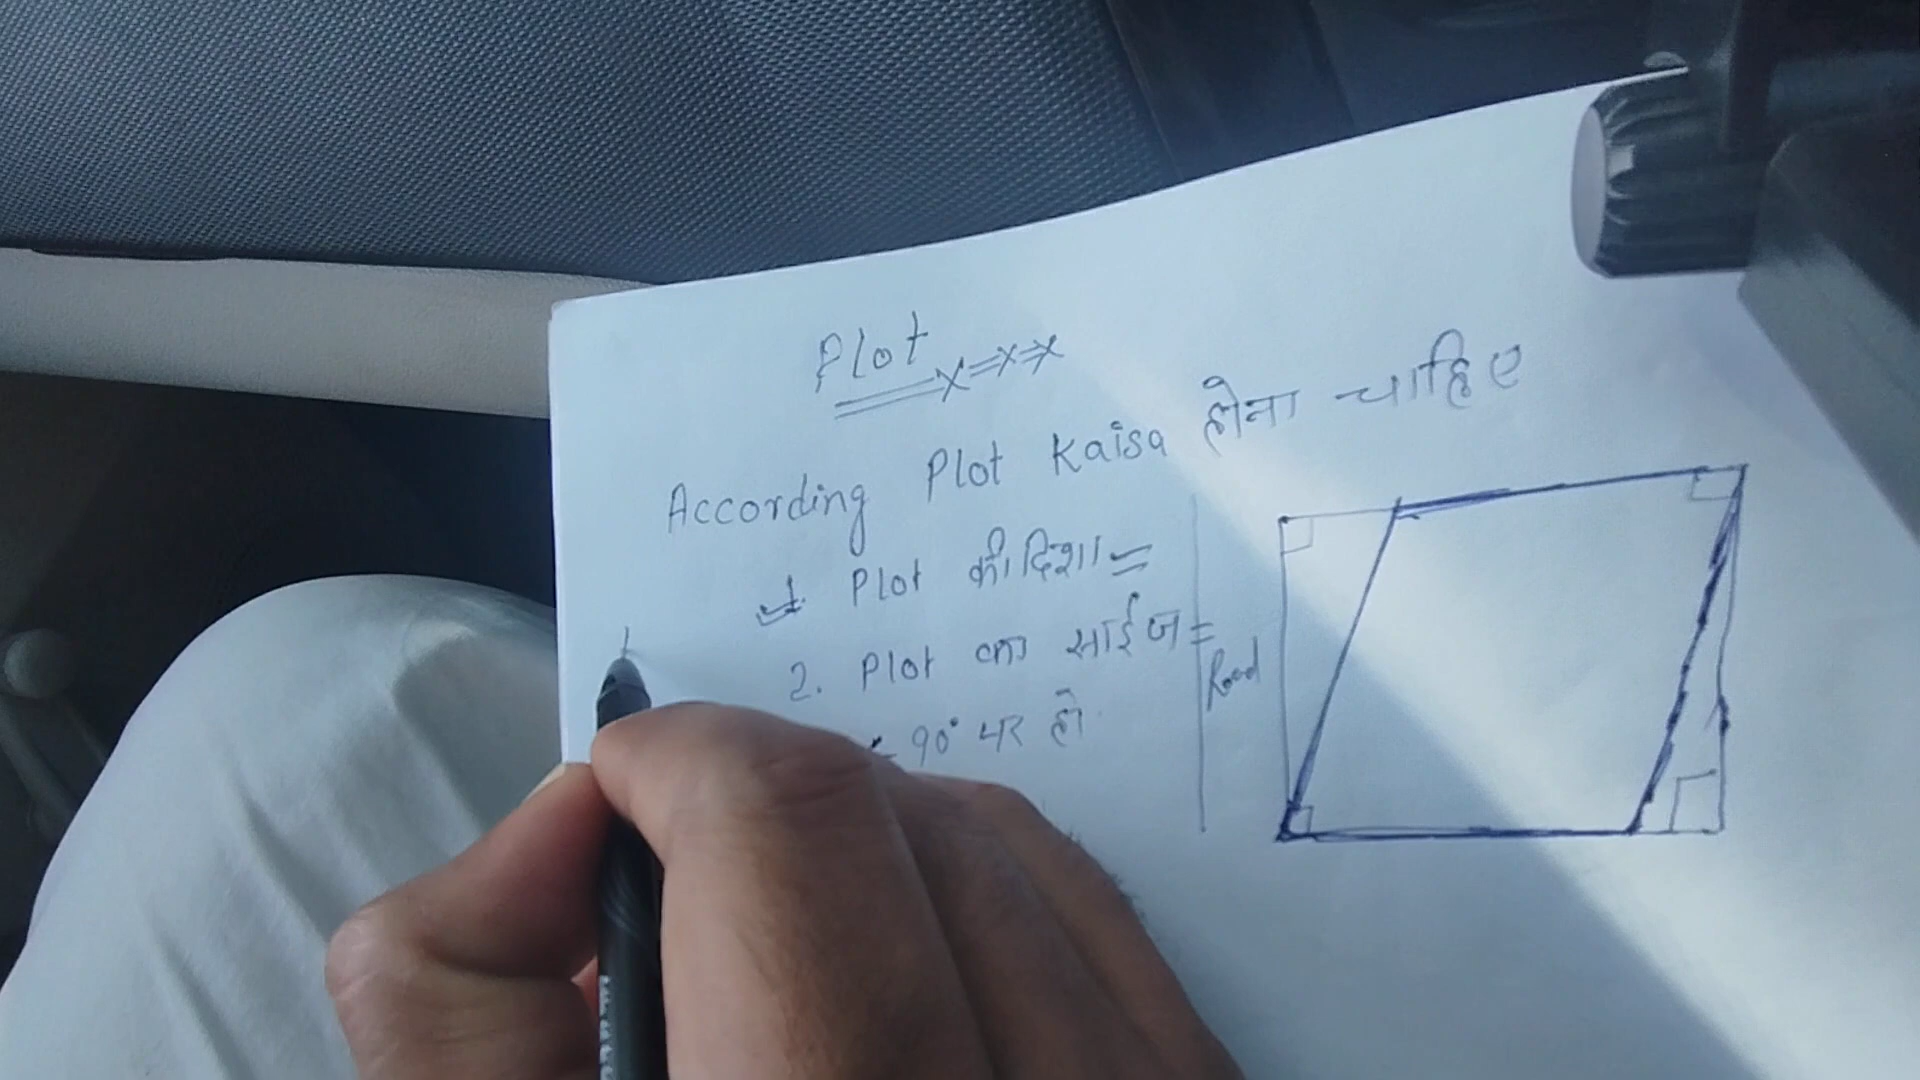 Plot
According Plot Kaisa होना चाहिए
1. Plot की दिशा =
2. Plot का साईज =
90° पर हो.
Road